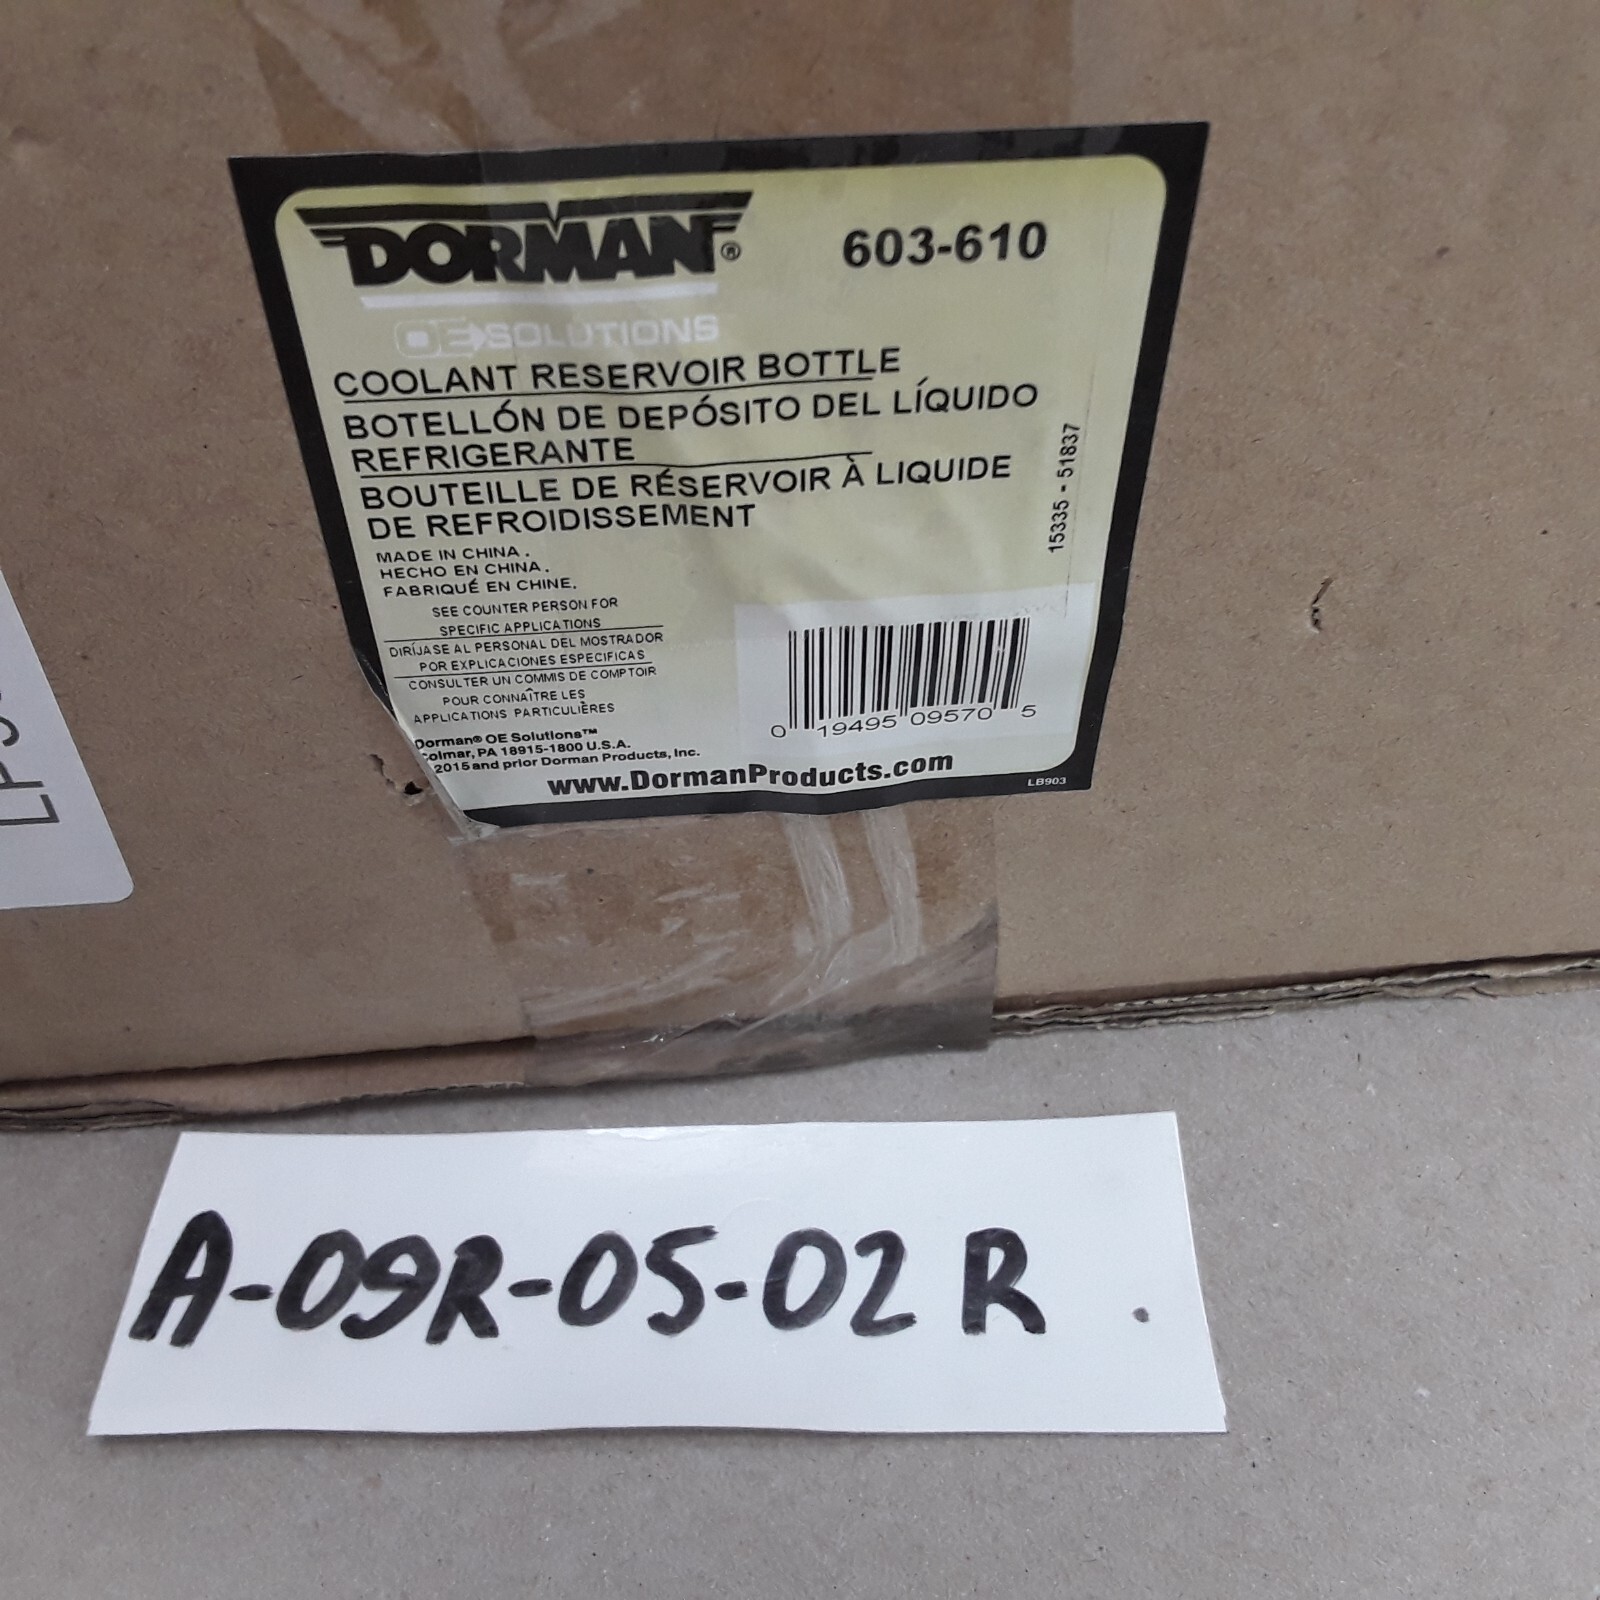 DORMAN®
603-610
OE SOLUTIONS
COOLANT RESERVOIR BOTTLE
BOTELLÓN DE DEPÓSITO DEL LÍQUIDO
REFRIGERANTE
BOUTEILLE DE RÉSERVOIR À LIQUIDE
DE REFROIDISSEMENT
15335 - 51837
MADE IN CHINA .
HECHO EN CHINA .
FABRIQUÉ EN CHINE.
SEE COUNTER PERSON FOR
SPECIFIC APPLICATIONS
DIRÍJASE AL PERSONAL DEL MOSTRADOR
POR EXPLICACIONES ESPECIFICAS
CONSULTER UN COMMIS DE COMPTOIR
POUR CONNAÎTRE LES
APPLICATIONS PARTICULIÈRES
0 19495 09570 5
Dorman® OE Solutions™
olmar, PA 18915-1800 U.S.A.
2015 and prior Dorman Products, Inc.
www.DormanProducts.com
LB903
A-09R-05-02 R